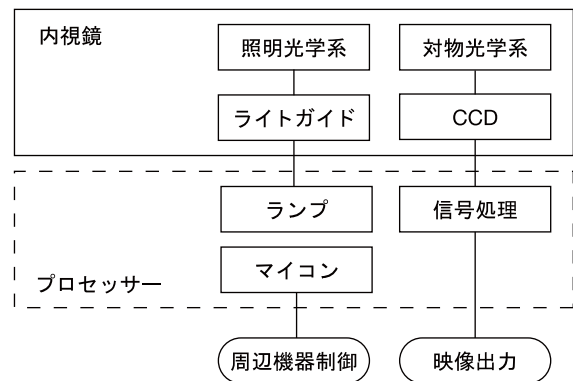 内視鏡
照明光学系
対物光学系
ライトガイド
CCD
ランプ
信号処理
マイコン
プロセッサー
周辺機器制御
映像出力